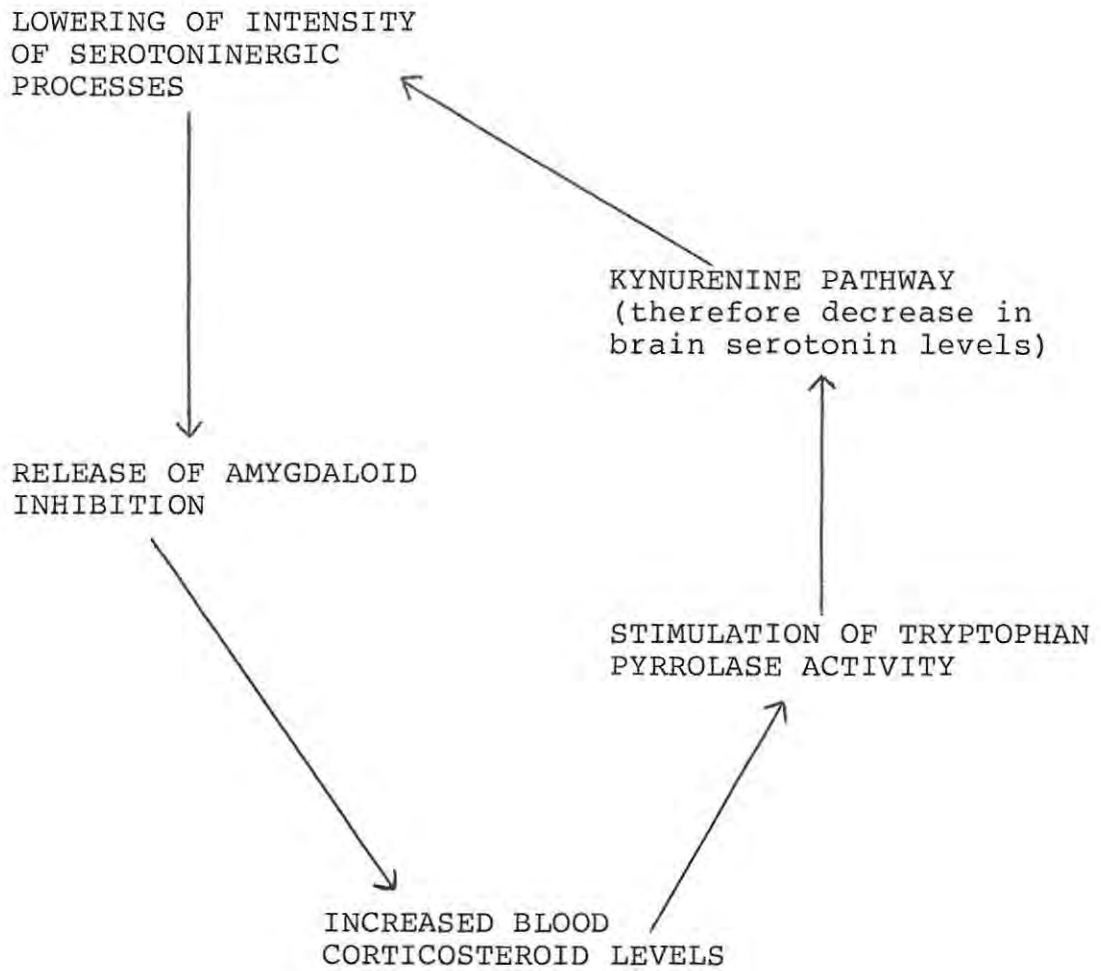 LOWERING OF INTENSITY
OF SEROTONINERGIC
PROCESSES
KYNURENINE PATHWAY
(therefore decrease in
brain serotonin levels)
RELEASE OF AMYGDALOID
INHIBITION
STIMULATION OF TRYPTOPHAN
PYRROLASE ACTIVITY
INCREASED BLOOD
CORTICOSTEROID LEVELS